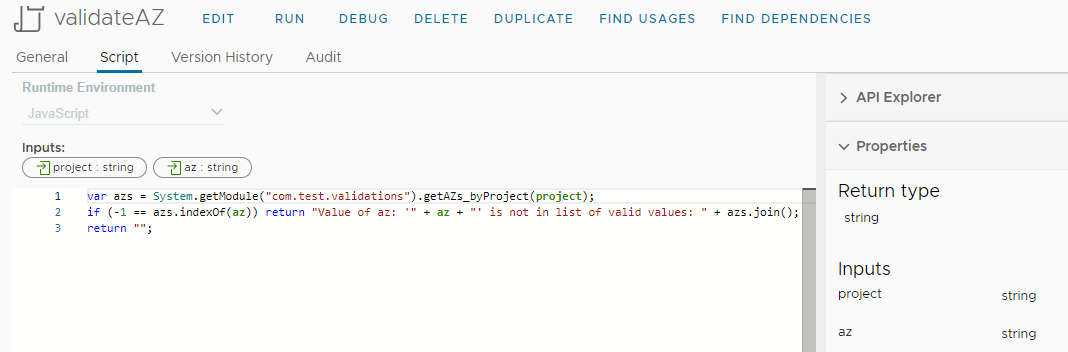 validateAZ EDIT RUN DEBUG DELETE DUPLICATE FIND USAGES FIND DEPENDENCIES
General Script Version History Audit
Runtime Environment
JavaScript
Inputs:
project : string az : string
1 var azs = System.getModule("com.test.validations").getAZs_byProject(project);
2 if (-1 == azs.indexOf(az)) return "Value of az: '" + az + "' is not in list of valid values: " + azs.join();
3 return "";
API Explorer
Properties
Return type
string
Inputs
project string
az string